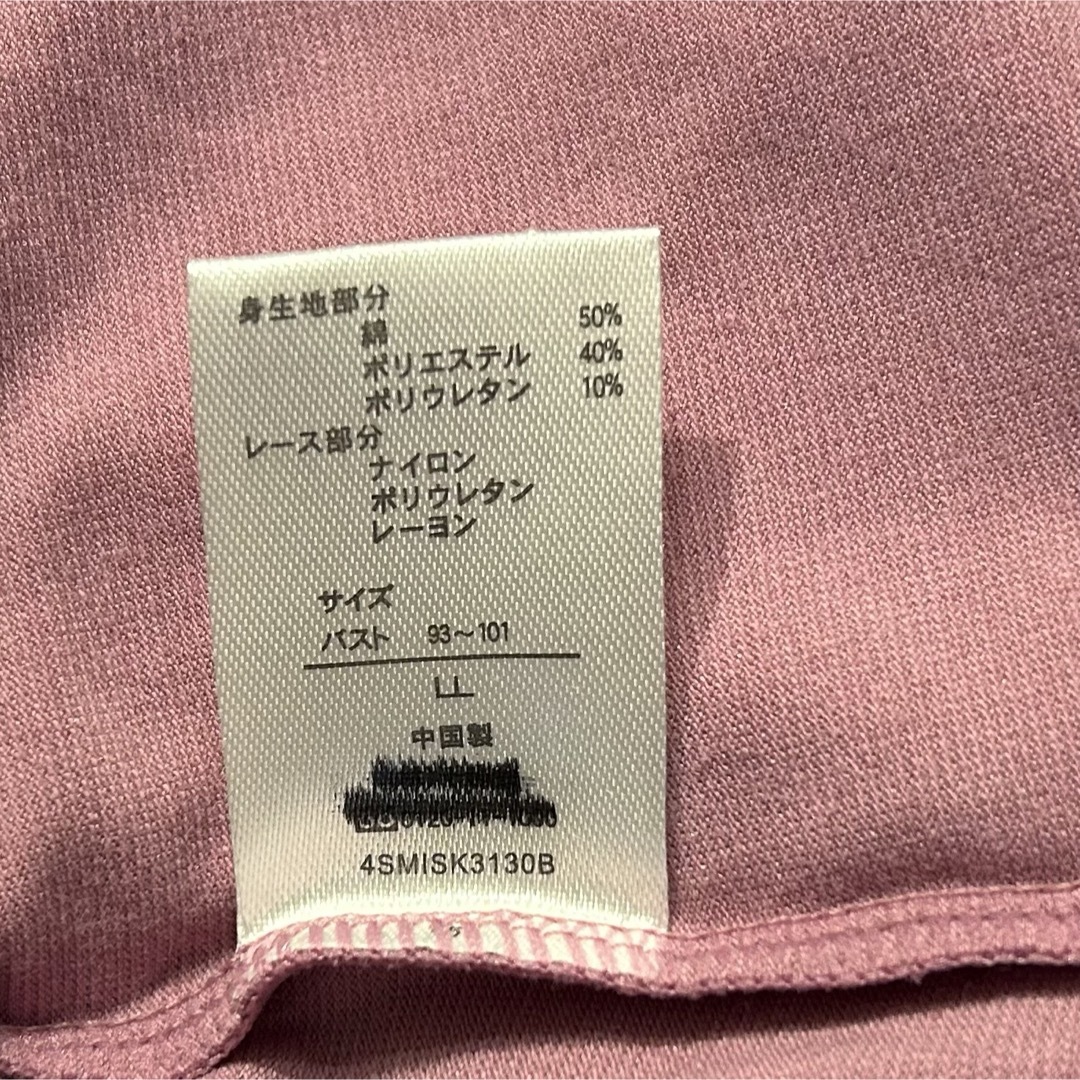 身生地部分
綿 50%
ポリエステル 40%
ポリウレタン 10%
レース部分
ナイロン
ポリウレタン
レーヨン
サイズ
バスト 93～101
LL
中国製
4SMISK3130B